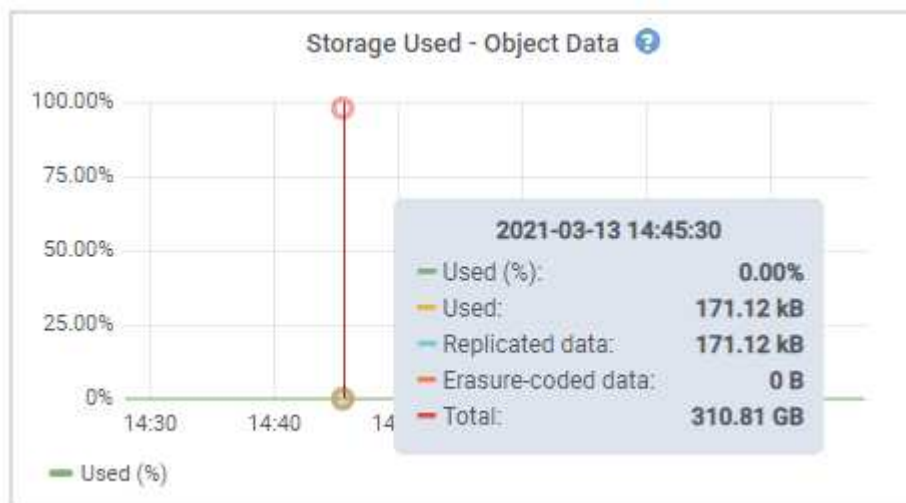 Storage Used - Object Data ?
100.00%
75.00%
50.00%
25.00%
0%
14:30 14:40
2021-03-13 14:45:30
Used (%): 0.00%
Used: 171.12 kB
Replicated data: 171.12 kB
Erasure-coded data: 0 B
Total: 310.81 GB
Used (%)